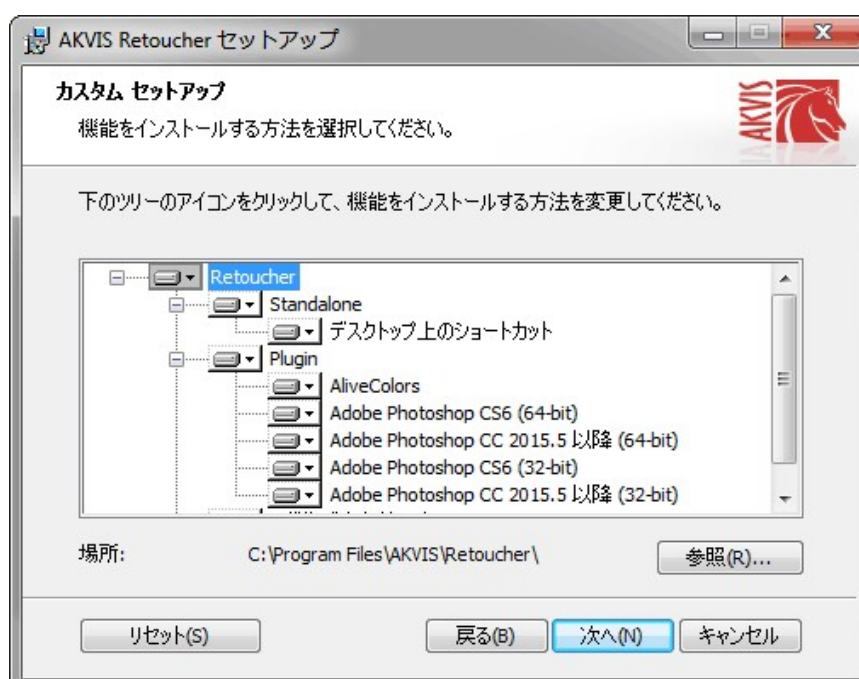 AKVIS Retoucher セットアップ
カスタム セットアップ
機能をインストールする方法を選択してください。
AKVIS
下のツリーのアイコンをクリックして、機能をインストールする方法を変更してください。
Retoucher
Standalone
デスクトップ上のショートカット
Plugin
AliveColors
Adobe Photoshop CS6 (64-bit)
Adobe Photoshop CC 2015.5 以降 (64-bit)
Adobe Photoshop CS6 (32-bit)
Adobe Photoshop CC 2015.5 以降 (32-bit)
場所: C:\Program Files\AKVIS\Retoucher\ 参照(R)...
リセット(S) 戻る(B) 次へ(N) キャンセル